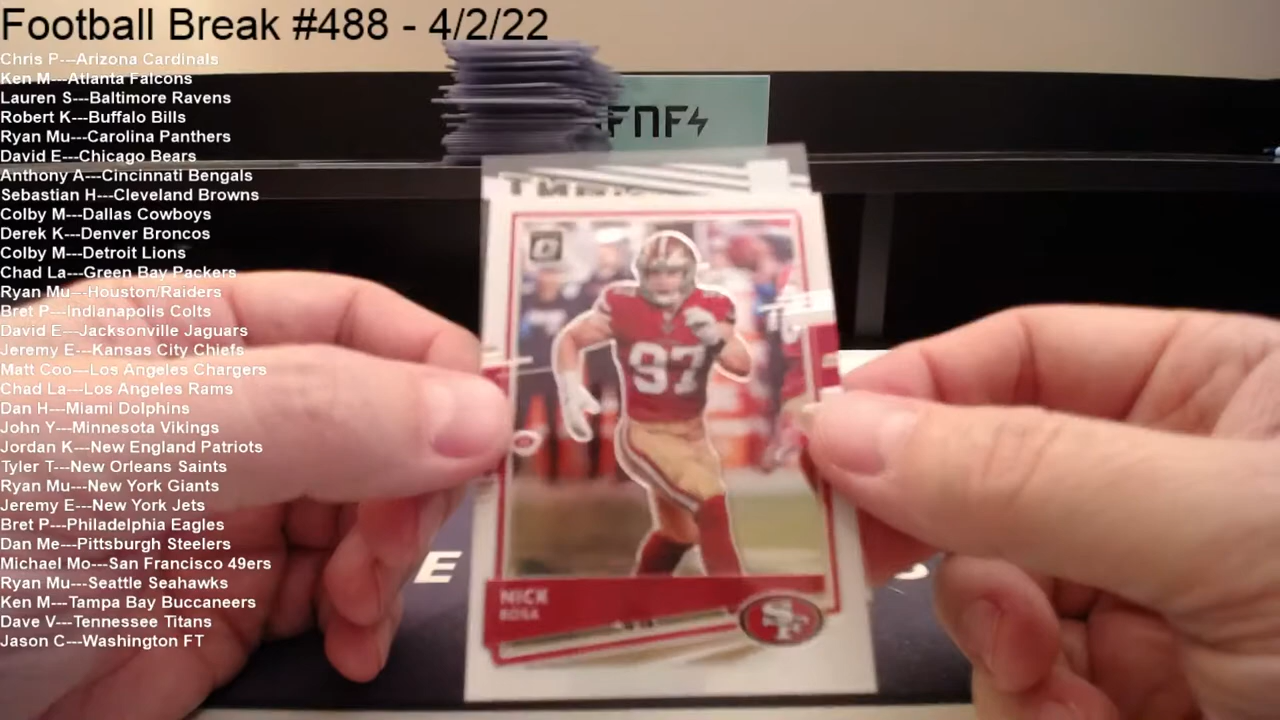 Football Break #488 - 4/2/22
Chris P---Arizona Cardinals
Ken M---Atlanta Falcons
Lauren S---Baltimore Ravens
Robert K---Buffalo Bills
Ryan Mu---Carolina Panthers
David E---Chicago Bears
Anthony A---Cincinnati Bengals
Sebastian H---Cleveland Browns
Colby M---Dallas Cowboys
Derek K---Denver Broncos
Colby M---Detroit Lions
Chad La---Green Bay Packers
Ryan Mu---Houston/Raiders
Bret P---Indianapolis Colts
David E---Jacksonville Jaguars
Jeremy E---Kansas City Chiefs
Matt Coo---Los Angeles Chargers
Chad La---Los Angeles Rams
Dan H---Miami Dolphins
John Y---Minnesota Vikings
Jordan K---New England Patriots
Tyler T---New Orleans Saints
Ryan Mu---New York Giants
Jeremy E---New York Jets
Bret P---Philadelphia Eagles
Dan Me---Pittsburgh Steelers
Michael Mo---San Francisco 49ers
Ryan Mu---Seattle Seahawks
Ken M---Tampa Bay Buccaneers
Dave V---Tennessee Titans
Jason C---Washington FT
FNF
97
NICK
BOSA
SF
E